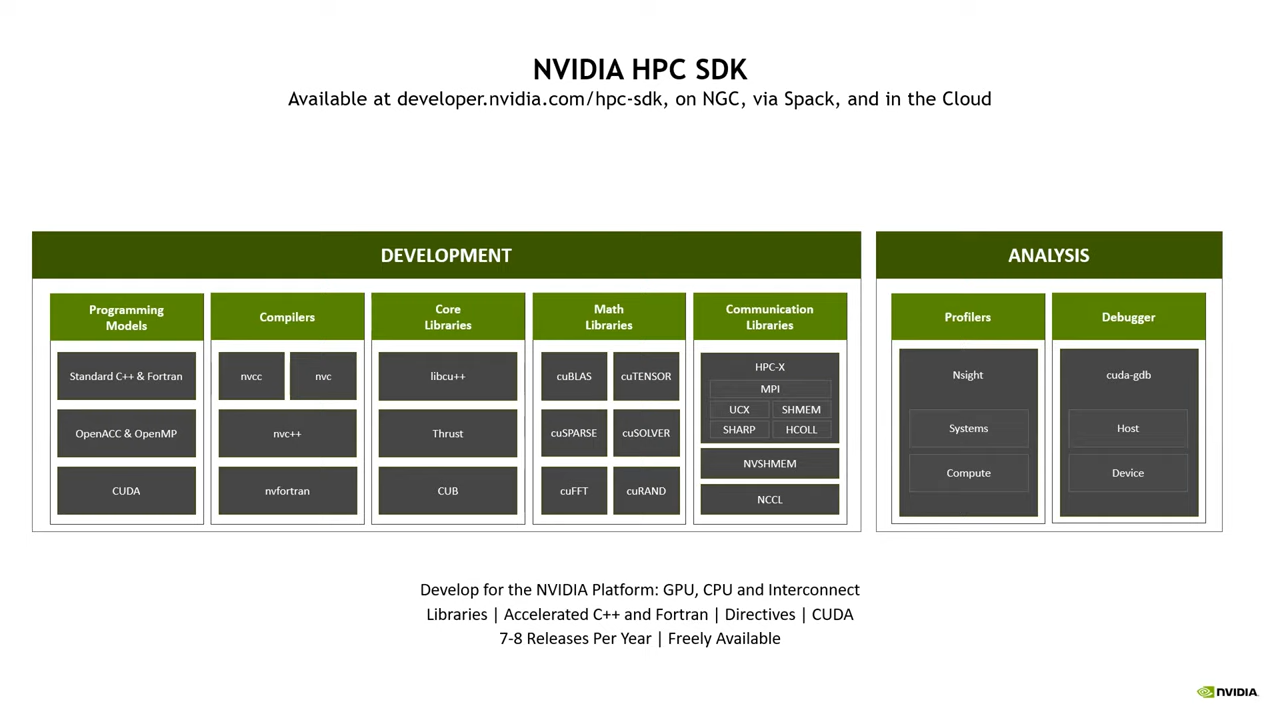 NVIDIA HPC SDK
Available at developer.nvidia.com/hpc-sdk, on NGC, via Spack, and in the Cloud
DEVELOPMENT
Programming
Models
Standard C++ & Fortran
OpenACC & OpenMP
CUDA
Compilers
nvcc
nvc
nvc++
nvfortran
Core
Libraries
libcu++
Thrust
CUB
Math
Libraries
cuBLAS
cuTENSOR
cuSPARSE
cuSOLVER
cuFFT
cuRAND
Communication
Libraries
HPC-X
MPI
UCX
SHMEM
SHARP
HCOLL
NVSHMEM
NCCL
ANALYSIS
Profilers
Nsight
Systems
Compute
Debugger
cuda-gdb
Host
Device
Develop for the NVIDIA Platform: GPU, CPU and Interconnect
Libraries | Accelerated C++ and Fortran | Directives | CUDA
7-8 Releases Per Year | Freely Available
NVIDIA.